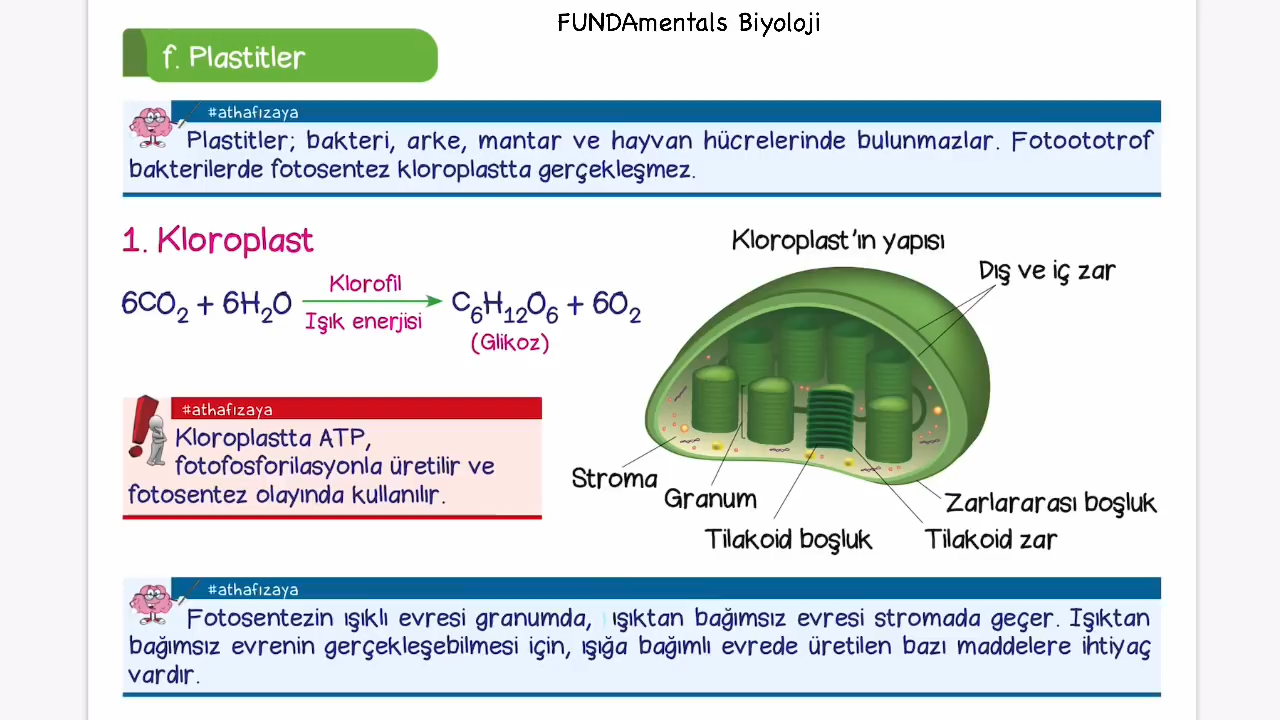 FUNDAmentals Biyoloji
f. Plastitler
#athafızaya
Plastitler; bakteri, arke, mantar ve hayvan hücrelerinde bulunmazlar. Fotoototrof
bakterilerde fotosentez kloroplastta gerçekleşmez.
1. Kloroplast
6CO₂ + 6H₂O Klorofil Işık enerjisi C₆H₁₂O₆ + 6O₂
(Glikoz)
#athafızaya
Kloroplastta ATP,
fotofosforilasyonla üretilir ve
fotosentez olayında kullanılır.
Kloroplast'ın yapısı
Dış ve iç zar
Stroma
Granum
Zarlararası boşluk
Tilakoid boşluk
Tilakoid zar
#athafızaya
Fotosentezin ışıklı evresi granumda, ışıktan bağımsız evresi stromada geçer. Işıktan
bağımsız evrenin gerçekleşebilmesi için, ışığa bağımlı evrede üretilen bazı maddelere ihtiyaç
vardır.